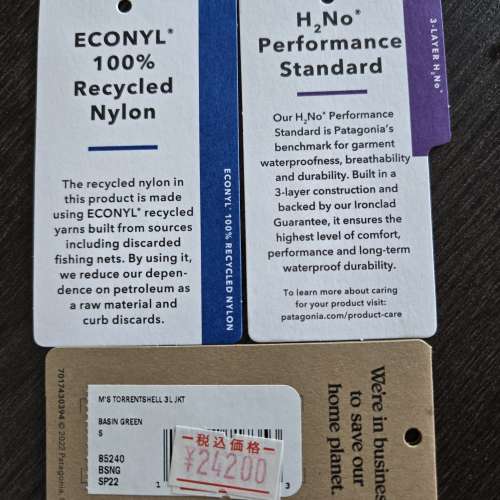 ECONYL®
100%
Recycled
Nylon
The recycled nylon in
this product is made
using ECONYL® recycled
yarns built from sources
including discarded
fishing nets. By using it,
we reduce our depen-
dence on petroleum as
a raw material and
curb discards.
ECONYL® 100% RECYCLED NYLON
H₂No®
Performance
Standard
Our H₂No® Performance
Standard is Patagonia's
benchmark for garment
waterproofness, breathability
and durability. Built in a
3-layer construction and
backed by our Ironclad
Guarantee, it ensures the
highest level of comfort,
performance and long-term
waterproof durability.
To learn more about caring
for your product visit:
patagonia.com/product-care
3-LAYER H₂No®
7017430394 © 2022 Patagonia,
M'S TORRENTSHELL 3L JKT
BASIN GREEN
S
85240
BSNG
SP22
1
3
税込価格
¥24200
We're in business
to save our
home planet.